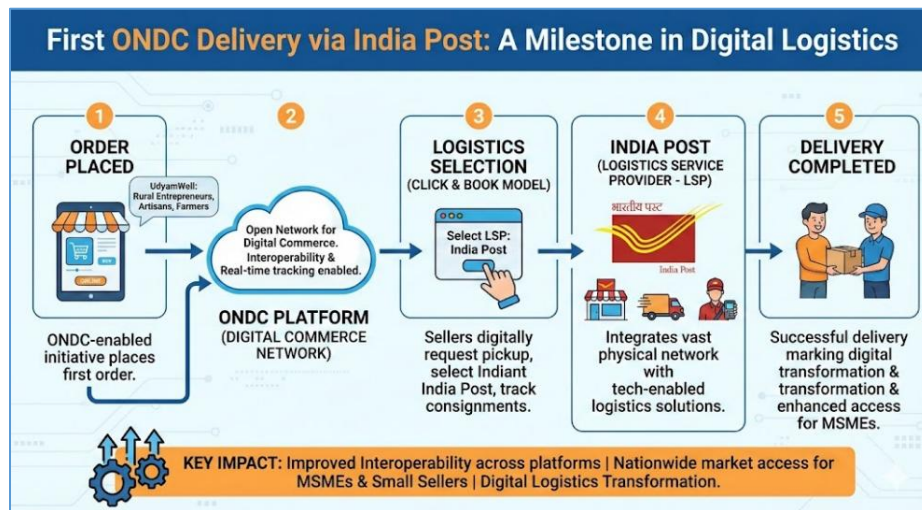 First ONDC Delivery via India Post: A Milestone in Digital Logistics
1
ORDER
PLACED
UdyamWell:
Rural Entrepreneurs,
Artisans, Farmers
ONDC-enabled
initiative places
first order.
2
Open Network for
Digital Commerce.
Interoperability &
Real-time tracking enabled.
ONDC PLATFORM
(DIGITAL COMMERCE
NETWORK)
3
LOGISTICS
SELECTION
(CLICK & BOOK MODEL)
Select LSP:
India Post
Sellers digitally
request pickup,
select Indiant
India Post, track
consignments.
4
INDIA POST
(LOGISTICS SERVICE
PROVIDER - LSP)
भारतीय पस्ट
India Post
Integrates vast
physical network
with
tech-enabled
logistics solutions.
5
DELIVERY
COMPLETED
Successful delivery
marking digital
transformation &
transformation &
enhanced access
for MSMEs.
KEY IMPACT: Improved Interoperability across platforms | Nationwide market access for
MSMEs & Small Sellers | Digital Logistics Transformation.